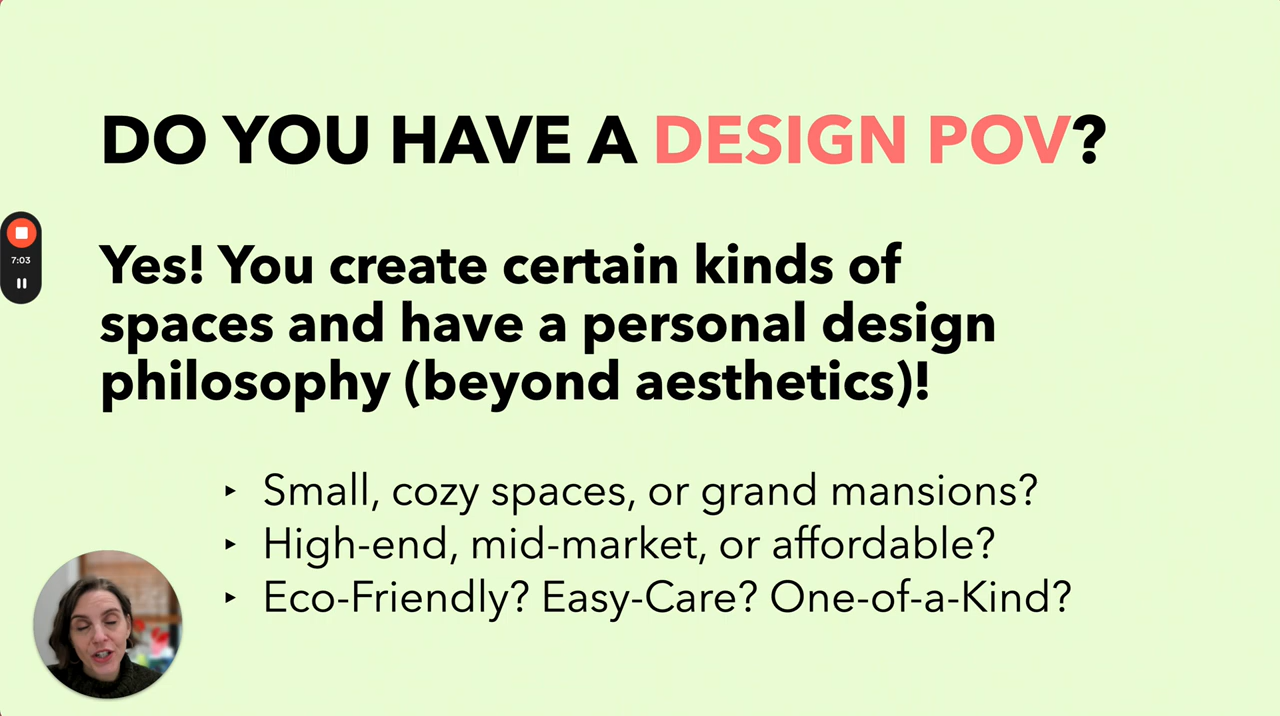 DO YOU HAVE A DESIGN POV?
Yes! You create certain kinds of
spaces and have a personal design
philosophy (beyond aesthetics)!
7:03
‣ Small, cozy spaces, or grand mansions?
‣ High-end, mid-market, or affordable?
‣ Eco-Friendly? Easy-Care? One-of-a-Kind?